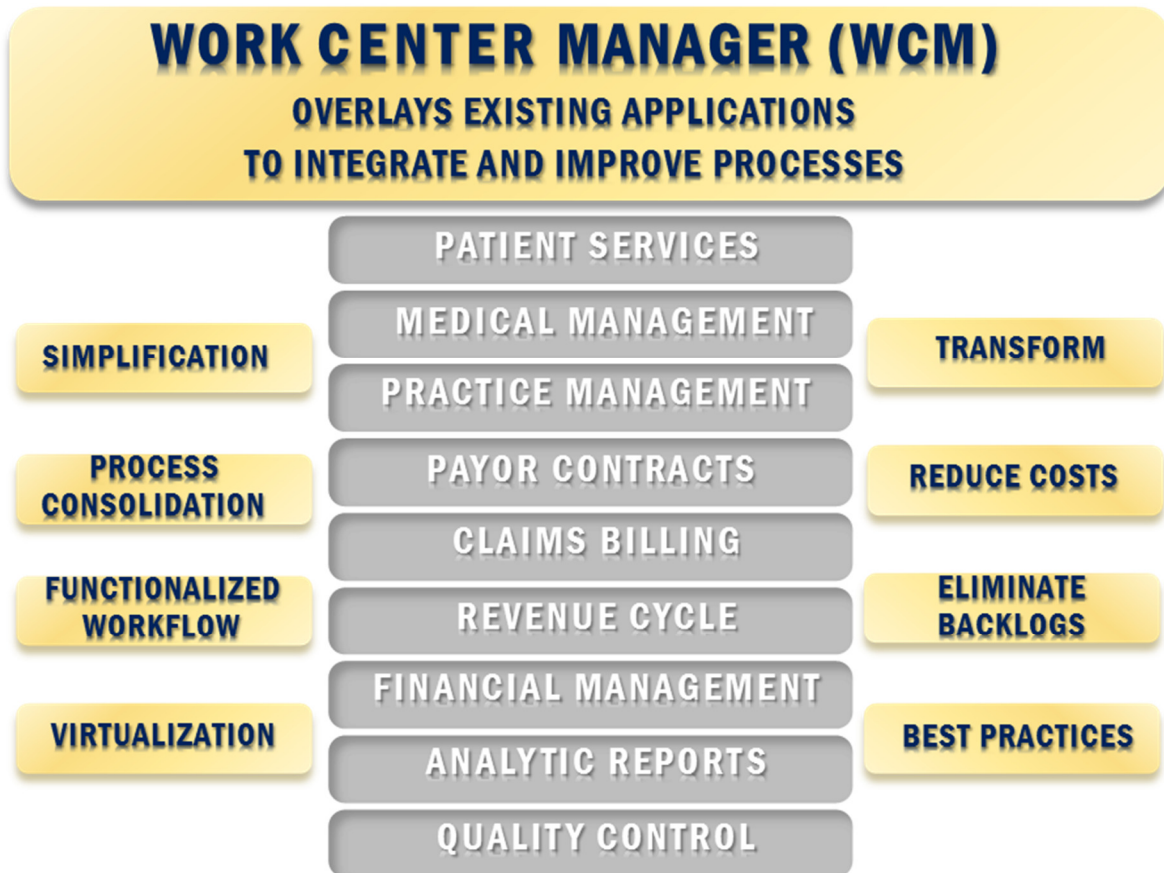 WORK CENTER MANAGER (WCM)
OVERLAYS EXISTING APPLICATIONS
TO INTEGRATE AND IMPROVE PROCESSES
SIMPLIFICATION
PROCESS
CONSOLIDATION
FUNCTIONALIZED
WORKFLOW
VIRTUALIZATION
PATIENT SERVICES
MEDICAL MANAGEMENT
PRACTICE MANAGEMENT
PAYOR CONTRACTS
CLAIMS BILLING
REVENUE CYCLE
FINANCIAL MANAGEMENT
ANALYTIC REPORTS
QUALITY CONTROL
TRANSFORM
REDUCE COSTS
ELIMINATE
BACKLOGS
BEST PRACTICES